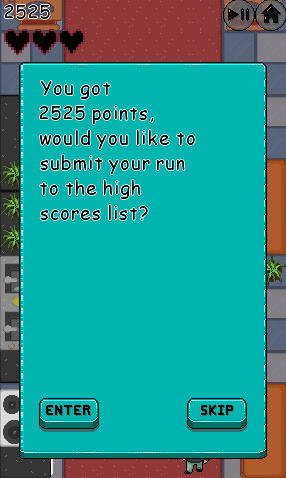 2525
You got
2525 points,
would you like to
submit your run
to the high
scores list?
ENTER
SKIP